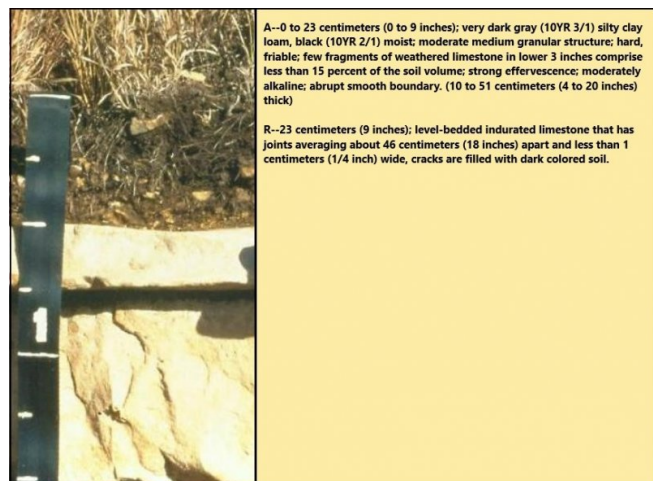 A--0 to 23 centimeters (0 to 9 inches); very dark gray (10YR 3/1) silty clay
loam, black (10YR 2/1) moist; moderate medium granular structure; hard,
friable; few fragments of weathered limestone in lower 3 inches comprise
less than 15 percent of the soil volume; strong effervescence; moderately
alkaline; abrupt smooth boundary. (10 to 51 centimeters (4 to 20 inches)
thick)
R--23 centimeters (9 inches); level-bedded indurated limestone that has
joints averaging about 46 centimeters (18 inches) apart and less than 1
centimeters (1/4 inch) wide, cracks are filled with dark colored soil.